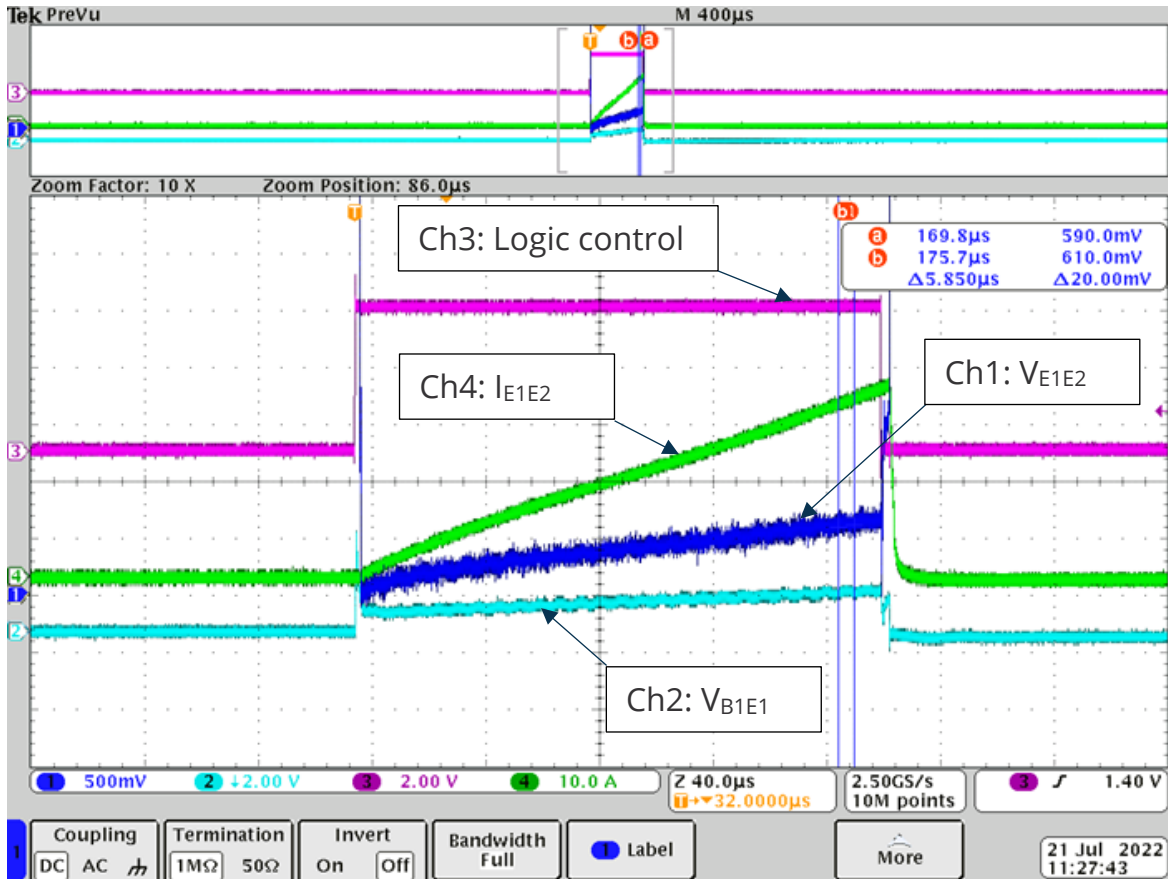 Tek PreVu M 400µs
T b a
3
1
2
Zoom Factor: 10 X Zoom Position: 86.0µs
T b
Ch3: Logic control
a 169.8µs 590.0mV
b 175.7µs 610.0mV
Δ5.850µs Δ20.00mV
Ch4: IE1E2
Ch1: VE1E2
3
4
1
2
Ch2: VB1E1
1 500mV 2 ↓2.00 V 3 2.00 V 4 10.0 A
Z 40.0µs
T→▼32.0000µs
2.50GS/s
10M points
3 ∫ 1.40 V
1
Coupling
DC AC
Termination
1MΩ 50Ω
Invert
On Off
Bandwidth
Full
1 Label
More
21 Jul 2022
11:27:43